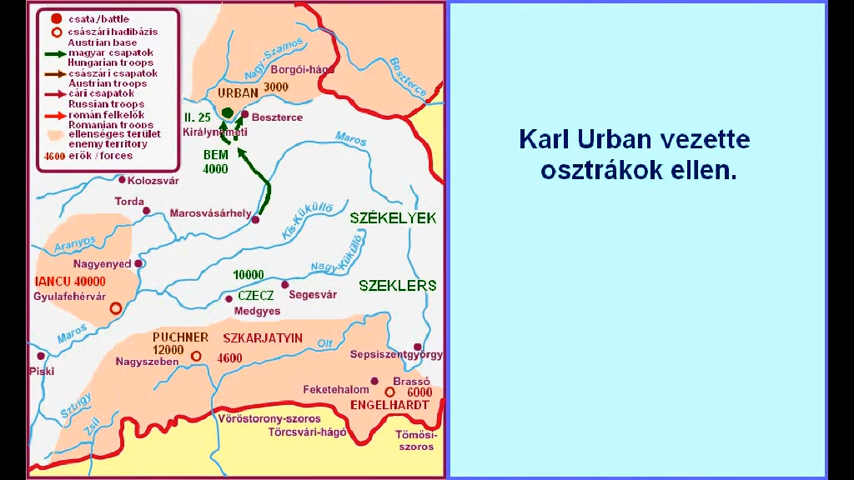 csata/battle
császári hadibázis
Austrian base
magyar csapatok
Hungarian troops
császári csapatok
Austrian troops
cári csapatok
Russian troops
román felkelők
Romanian troops
ellenséges terület
enemy territory
4600 erők/forces
Nagy-Szamos
Borgói-hágó
Beszterce
URBAN 3000
II. 25
Beszterce
Királynémeti
BEM
4000
Maros
Kolozsvár
Torda
Marosvásárhely
Kis-Küküllő
SZÉKELYEK
Aranyos
Nagyenyed
Nagy Küküllő
IANCU 40000
10000
SZEKLERS
Gyulafehérvár
CZECZ
Segesvár
Medgyes
Maros
PUCHNER
12000
SZKARJATYIN
4600
Olt
Nagyszeben
Sepsiszentgyörgy
Piski
Feketehalom
Brassó
6000
ENGELHARDT
Sztrigy
Zsil
Vöröstorony-szoros
Törcsvári-hágó
Tömösi-
szoros
Karl Urban vezette
osztrákok ellen.